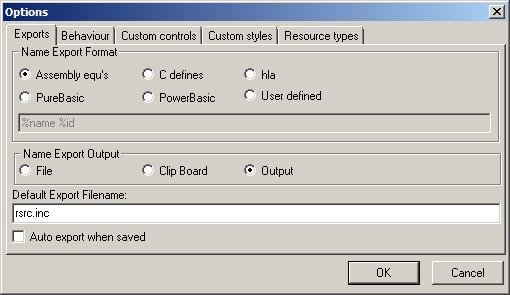 Options
Exports Behaviour Custom controls Custom styles Resource types
Name Export Format
Assembly equ's C defines hla
PureBasic PowerBasic User defined
%name %id
Name Export Output
File Clip Board Output
Default Export Filename:
rsrc.inc
Auto export when saved
OK Cancel